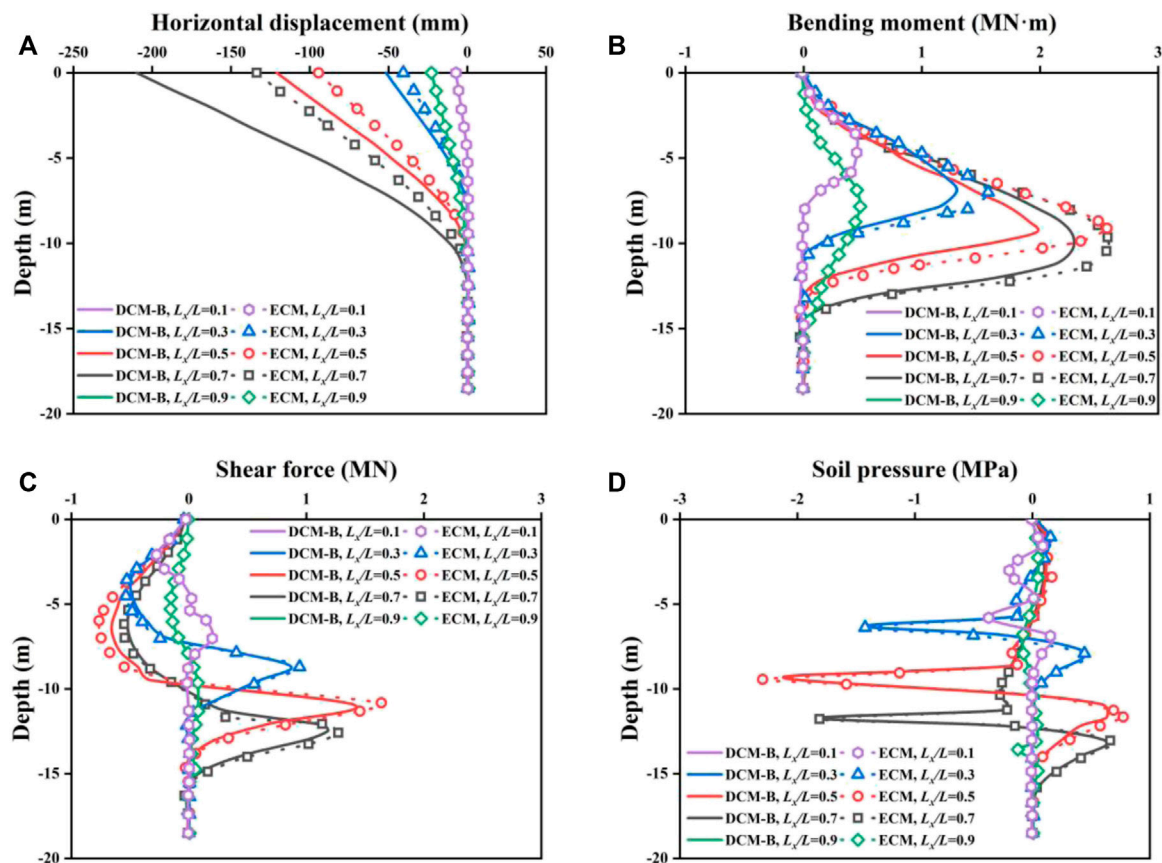 A
Horizontal displacement (mm)
-250 -200 -150 -100 -50 0 50
0
-5
-10
-15
-20
Depth (m)
DCM-B, Lx/L=0.1 ECM, Lx/L=0.1
DCM-B, Lx/L=0.3 ECM, Lx/L=0.3
DCM-B, Lx/L=0.5 ECM, Lx/L=0.5
DCM-B, Lx/L=0.7 ECM, Lx/L=0.7
DCM-B, Lx/L=0.9 ECM, Lx/L=0.9
B
Bending moment (MN·m)
-1 0 1 2 3
0
-5
-10
-15
-20
Depth (m)
DCM-B, Lx/L=0.1 ECM, Lx/L=0.1
DCM-B, Lx/L=0.3 ECM, Lx/L=0.3
DCM-B, Lx/L=0.5 ECM, Lx/L=0.5
DCM-B, Lx/L=0.7 ECM, Lx/L=0.7
DCM-B, Lx/L=0.9 ECM, Lx/L=0.9
C
Shear force (MN)
-1 0 1 2 3
0
-5
-10
-15
-20
Depth (m)
DCM-B, Lx/L=0.1 ECM, Lx/L=0.1
DCM-B, Lx/L=0.3 ECM, Lx/L=0.3
DCM-B, Lx/L=0.5 ECM, Lx/L=0.5
DCM-B, Lx/L=0.7 ECM, Lx/L=0.7
DCM-B, Lx/L=0.9 ECM, Lx/L=0.9
D
Soil pressure (MPa)
-3 -2 -1 0 1
0
-5
-10
-15
-20
Depth (m)
DCM-B, Lx/L=0.1 ECM, Lx/L=0.1
DCM-B, Lx/L=0.3 ECM, Lx/L=0.3
DCM-B, Lx/L=0.5 ECM, Lx/L=0.5
DCM-B, Lx/L=0.7 ECM, Lx/L=0.7
DCM-B, Lx/L=0.9 ECM, Lx/L=0.9